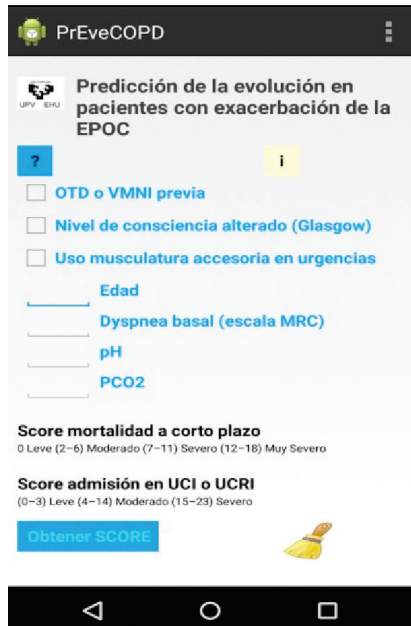 PrEveCOPD
UPV EHU
Predicción de la evolución en
pacientes con exacerbación de la
EPOC
?
i
OTD o VMNI previa
Nivel de consciencia alterado (Glasgow)
Uso musculatura accesoria en urgencias
Edad
Dyspnea basal (escala MRC)
pH
PCO2
Score mortalidad a corto plazo
0 Leve (2-6) Moderado (7-11) Severo (12-18) Muy Severo
Score admisión en UCI o UCRI
(0-3) Leve (4-14) Moderado (15-23) Severo
Obtener SCORE